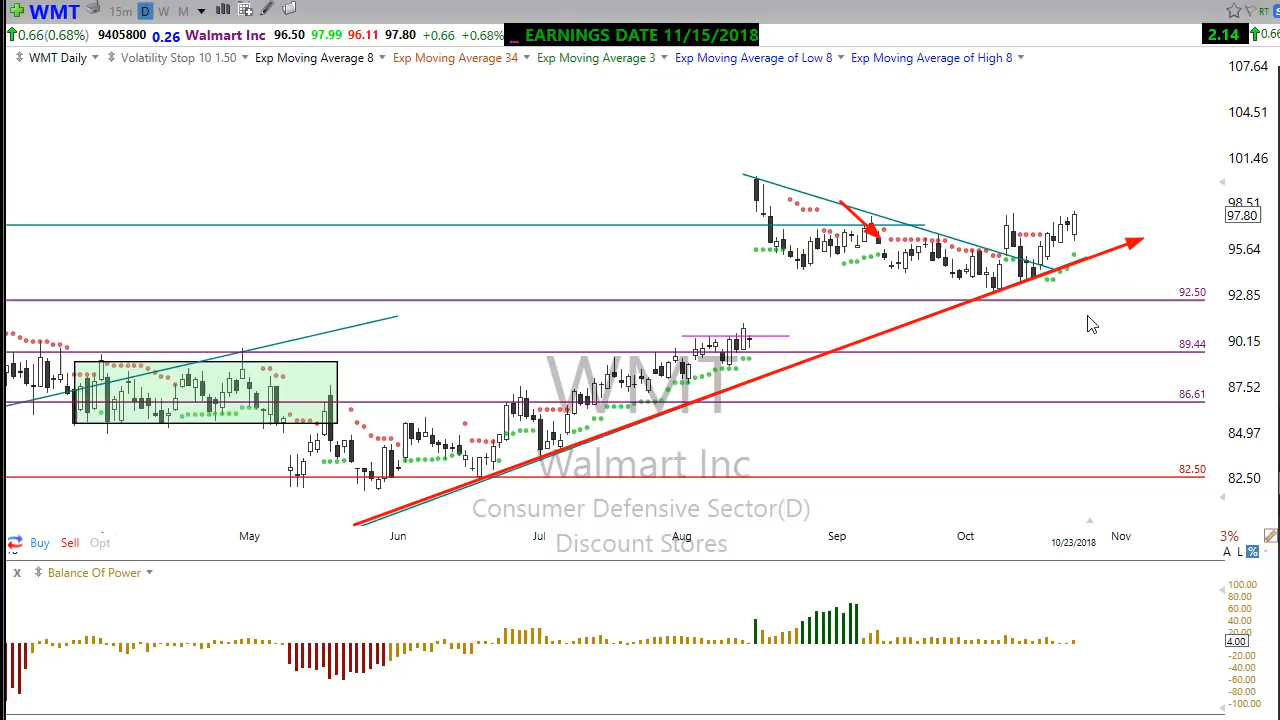 WMT 15m D W M RT
0.66(0.68%) 9405800 0.26 Walmart Inc 96.50 97.99 96.11 97.80 +0.66 +0.68% _ EARNINGS DATE 11/15/2018 2.14 0.66
WMT Daily Volatility Stop 10 1.50 Exp Moving Average 8 Exp Moving Average 34 Exp Moving Average 3 Exp Moving Average of Low 8 Exp Moving Average of High 8
107.64
104.51
101.46
98.51
97.80
95.64
92.50
92.85
89.44
90.15
WMT
86.61
87.52
84.97
Walmart Inc
82.50
82.50
Consumer Defensive Sector(D)
Discount Stores
May Jun Jul Aug Sep Oct 10/23/2018 Nov
3%
Buy Sell Opt
A L %
X Balance Of Power
100.00
80.00
60.00
40.00
20.00
4.00
-20.00
-40.00
-60.00
-80.00
-100.00